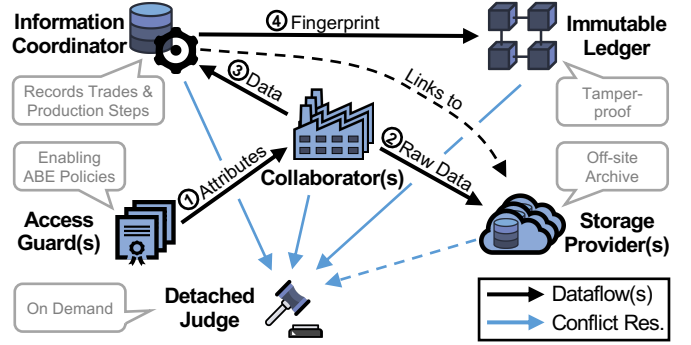 Information
Coordinator
④ Fingerprint
Immutable
Ledger
Records Trades &
Production Steps
③ Data
Links to
Tamper-
proof
Enabling
ABE Policies
① Attributes
② Raw Data
Collaborator(s)
Off-site
Archive
Access
Guard(s)
Storage
Provider(s)
On Demand
Detached
Judge
Dataflow(s)
Conflict Res.